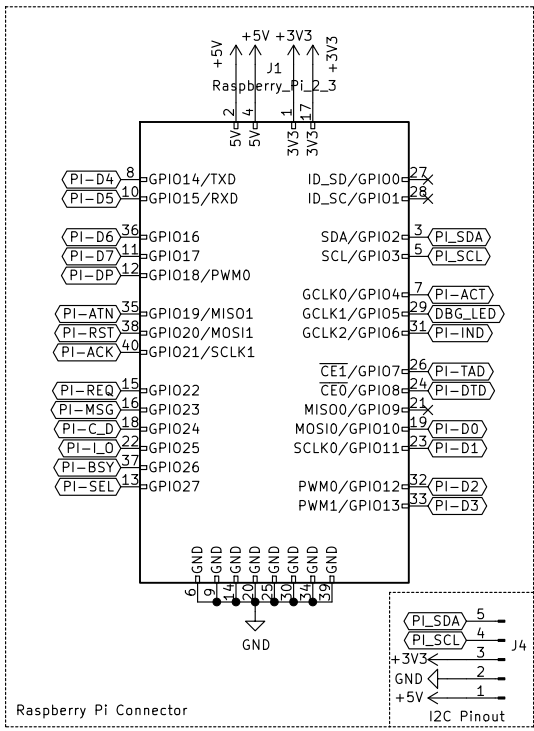 +5V +5V +3V3 +3V3
J1
Raspberry_Pi_2_3
2 4 1 17
5V 5V 3V3 3V3
PI-D4 8 GPIO14/TXD ID_SD/GPIO0 27
PI-D5 10 GPIO15/RXD ID_SC/GPIO1 28
PI-D6 36 GPIO16 SDA/GPIO2 3 PI_SDA
PI-D7 11 GPIO17 SCL/GPIO3 5 PI_SCL
PI-DP 12 GPIO18/PWM0
GCLK0/GPIO4 7 PI-ACT
PI-ATN 35 GPIO19/MISO1 GCLK1/GPIO5 29 DBG_LED
PI-RST 38 GPIO20/MOSI1 GCLK2/GPIO6 31 PI-IND
PI-ACK 40 GPIO21/SCLK1
CE1/GPIO7 26 PI-TAD
PI-REQ 15 GPIO22 CE0/GPIO8 24 PI-DTD
PI-MSG 16 GPIO23 MISO0/GPIO9 21
PI-C_D 18 GPIO24 MOSI0/GPIO10 19 PI-D0
PI-I_O 22 GPIO25 SCLK0/GPIO11 23 PI-D1
PI-BSY 37 GPIO26
PI-SEL 13 GPIO27 PWM0/GPIO12 32 PI-D2
PWM1/GPIO13 33 PI-D3
GND GND GND GND GND GND GND GND
6 9 14 20 25 30 34 39
GND
PI_SDA 5
PI_SCL 4
J4
+3V3 3
GND 2
+5V 1
I2C Pinout
Raspberry Pi Connector